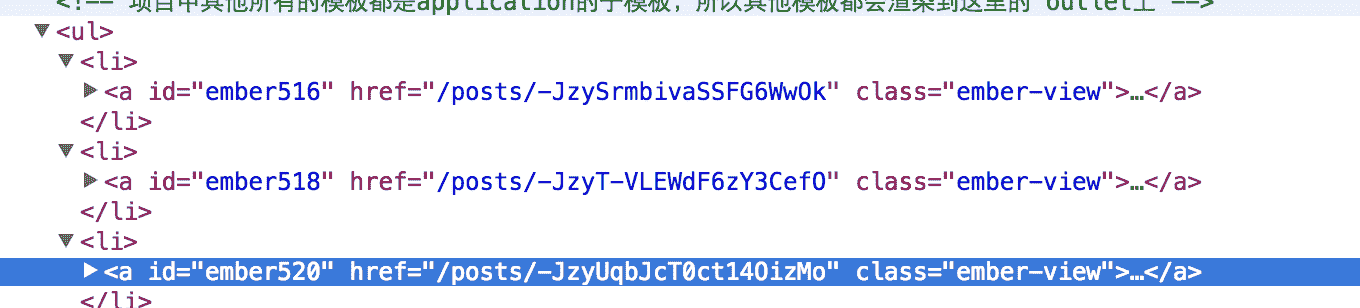 <!-- 项目中其他所有的模板都是application的子模板，所以其他模板都会渲染到这里的 outlet上 -->
▼<ul>
▼<li>
▶<a id="ember516" href="/posts/-JzySrmbivaSSFG6WwOk" class="ember-view">…</a>
</li>
▼<li>
▶<a id="ember518" href="/posts/-JzyT-VLEWdF6zY3CefO" class="ember-view">…</a>
</li>
▼<li>
▶<a id="ember520" href="/posts/-JzyUqbJcT0ct14OizMo" class="ember-view">…</a>
</li>